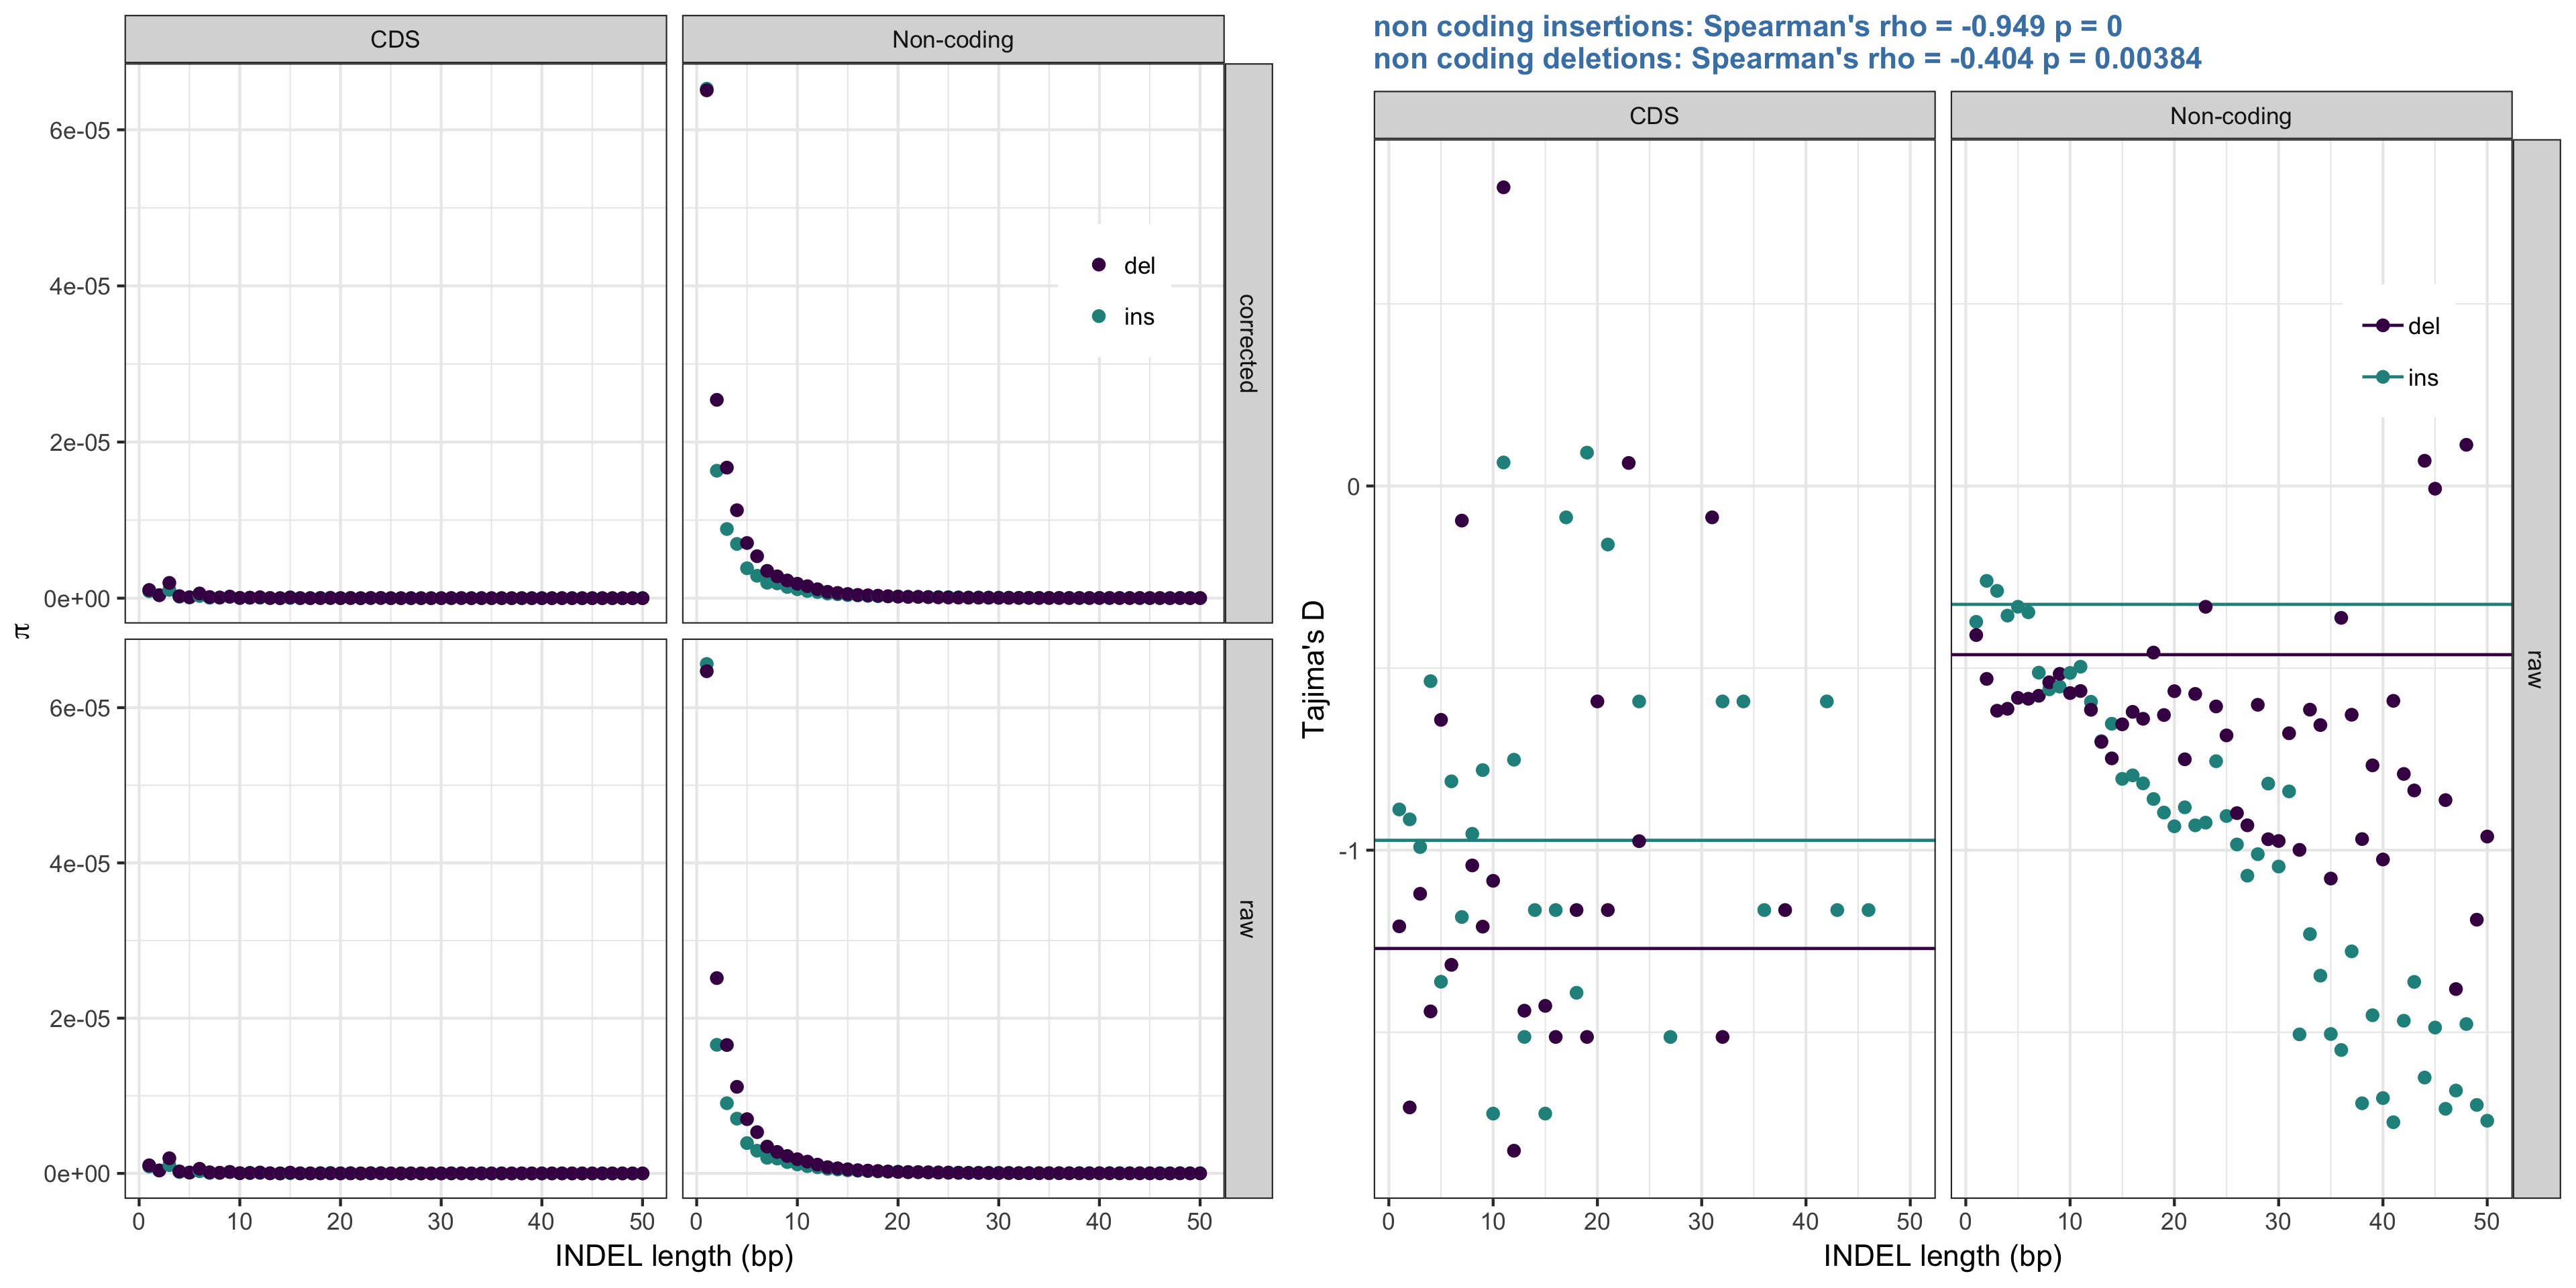 CDS
Non-coding
6e-05
4e-05
2e-05
0e+00
del
ins
corrected
π
6e-05
4e-05
2e-05
0e+00
raw
0 10 20 30 40 50
0 10 20 30 40 50
INDEL length (bp)
non coding insertions: Spearman's rho = -0.949 p = 0
non coding deletions: Spearman's rho = -0.404 p = 0.00384
CDS
Non-coding
0
-1
Tajima's D
del
ins
raw
0 10 20 30 40 50
0 10 20 30 40 50
INDEL length (bp)